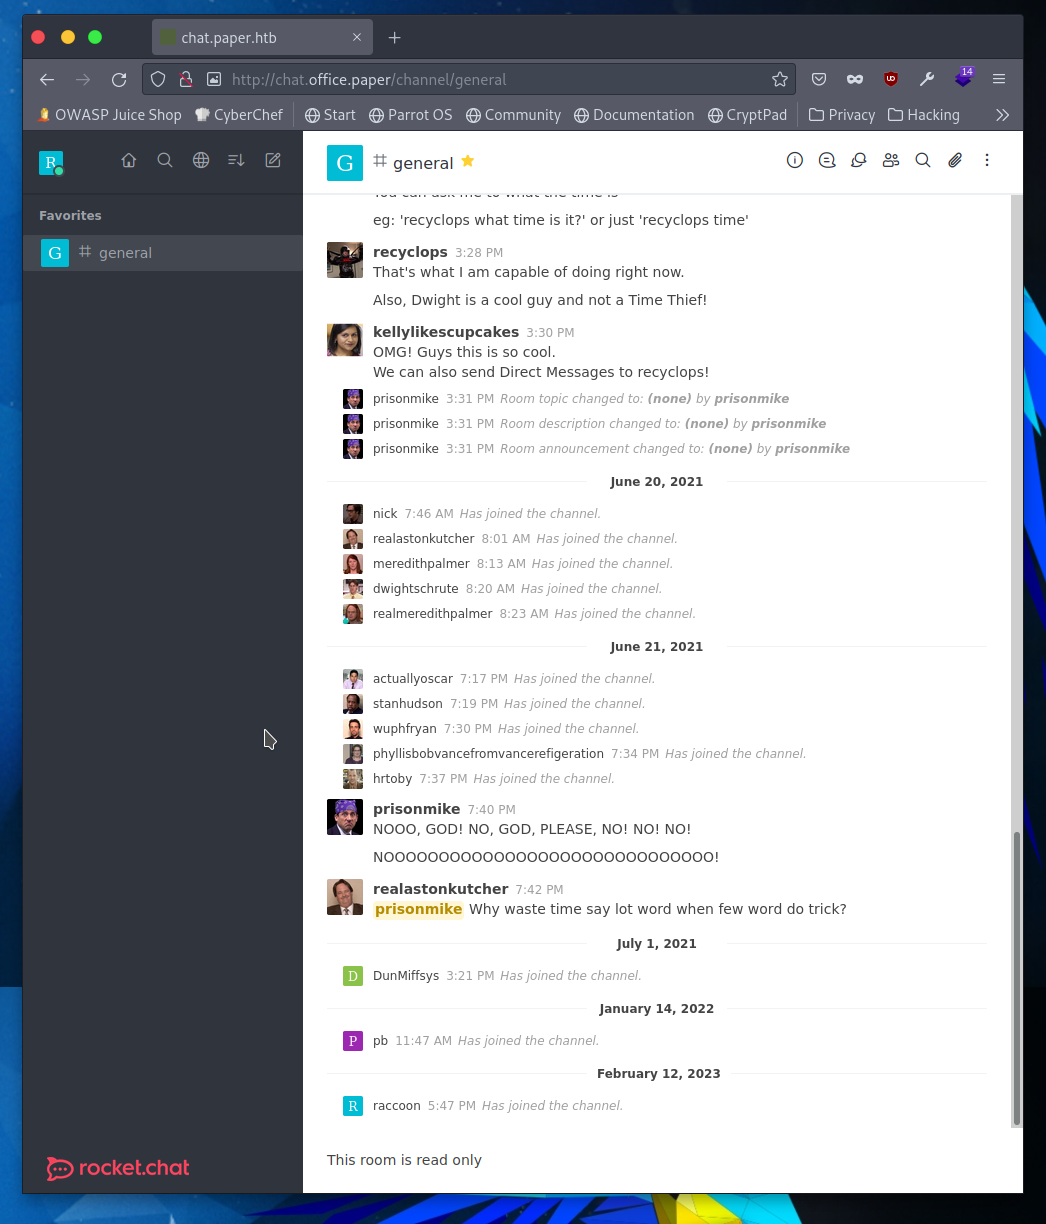 chat.paper.htb
http://chat.office.paper/channel/general
14
OWASP Juice Shop CyberChef Start Parrot OS Community Documentation CryptPad Privacy Hacking
R
G general
Favorites
G general
You can ask me to what the time is
eg: 'recyclops what time is it?' or just 'recyclops time'
recyclops 3:28 PM
That's what I am capable of doing right now.
Also, Dwight is a cool guy and not a Time Thief!
kellylikescupcakes 3:30 PM
OMG! Guys this is so cool.
We can also send Direct Messages to recyclops!
prisonmike 3:31 PM Room topic changed to: (none) by prisonmike
prisonmike 3:31 PM Room description changed to: (none) by prisonmike
prisonmike 3:31 PM Room announcement changed to: (none) by prisonmike
June 20, 2021
nick 7:46 AM Has joined the channel.
realastonkutcher 8:01 AM Has joined the channel.
meredithpalmer 8:13 AM Has joined the channel.
dwightschrute 8:20 AM Has joined the channel.
realmeredithpalmer 8:23 AM Has joined the channel.
June 21, 2021
actuallyoscar 7:17 PM Has joined the channel.
stanhudson 7:19 PM Has joined the channel.
wuphfryan 7:30 PM Has joined the channel.
phyllisbobvancefromvancerefigeration 7:34 PM Has joined the channel.
hrtoby 7:37 PM Has joined the channel.
prisonmike 7:40 PM
NOOO, GOD! NO, GOD, PLEASE, NO! NO! NO!
NOOOOOOOOOOOOOOOOOOOOOOOOOOOOOO!
realastonkutcher 7:42 PM
prisonmike Why waste time say lot word when few word do trick?
July 1, 2021
D DunMiffsys 3:21 PM Has joined the channel.
January 14, 2022
P pb 11:47 AM Has joined the channel.
February 12, 2023
R raccoon 5:47 PM Has joined the channel.
This room is read only
rocket.chat